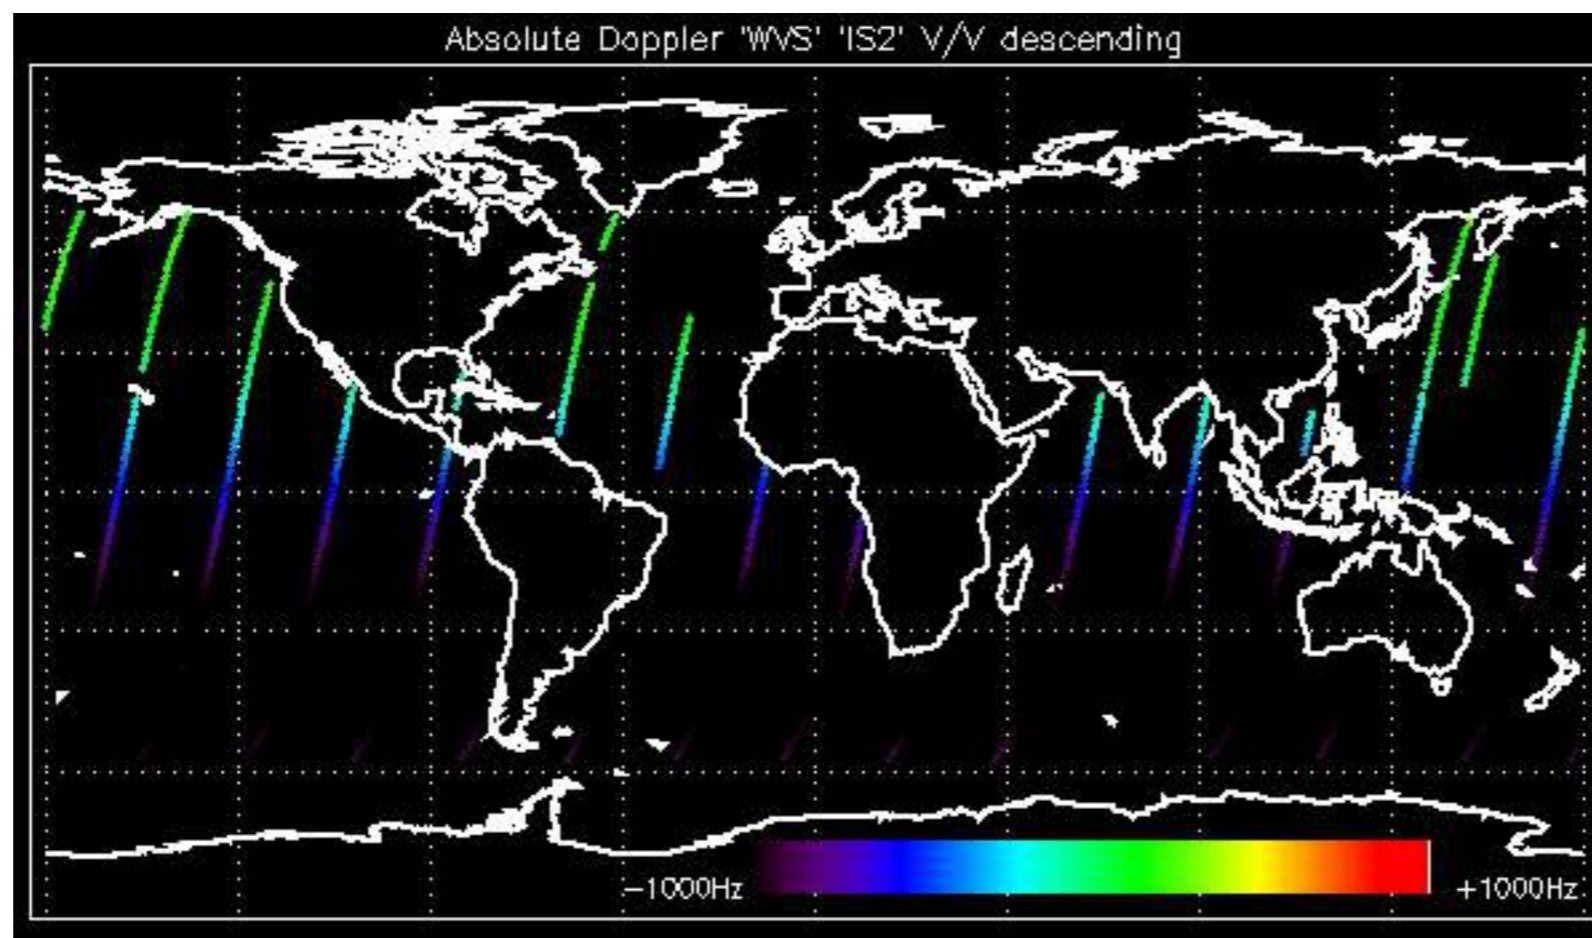 Absolute Doppler 'WVS' 'IS2' V/V descending
−1000Hz +1000Hz